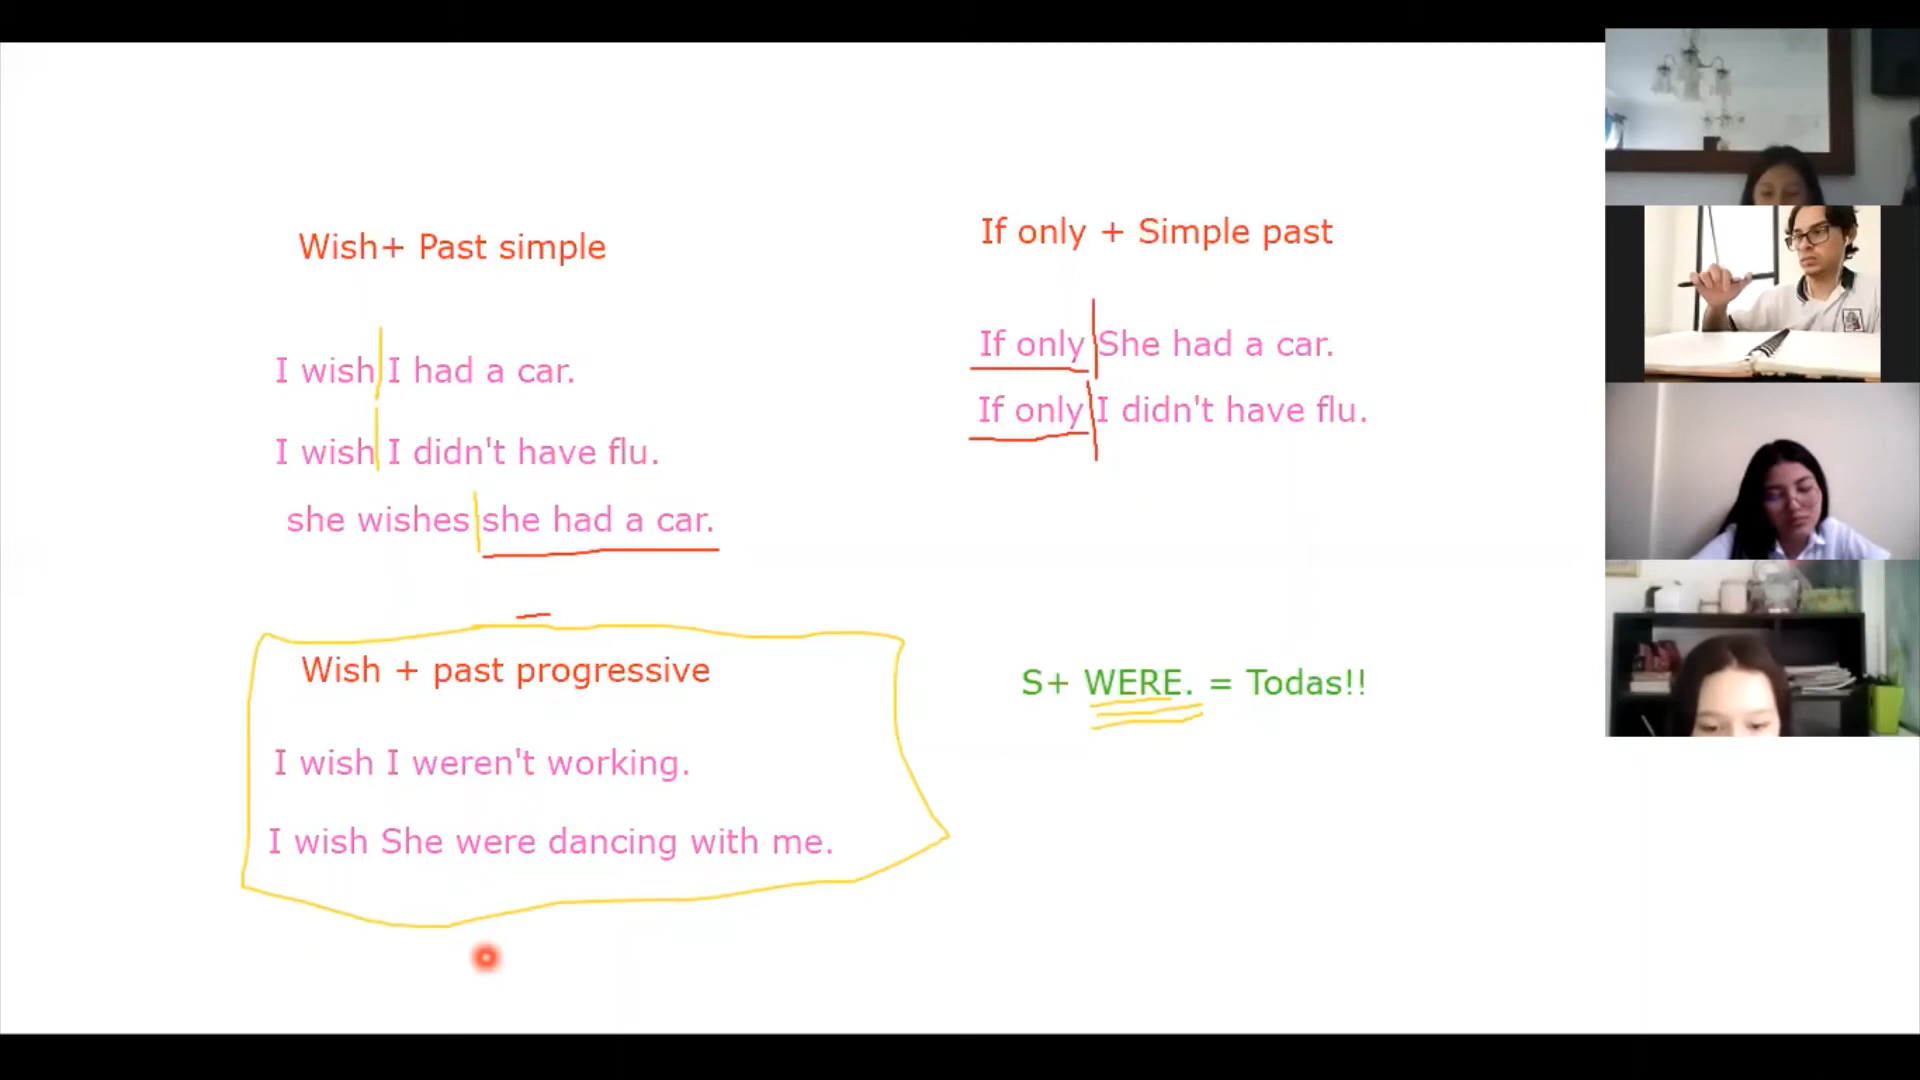 Wish+ Past simple
I wish I had a car.
I wish I didn't have flu.
she wishes she had a car.
Wish + past progressive
I wish I weren't working.
I wish She were dancing with me.
If only + Simple past
If only She had a car.
If only I didn't have flu.
S+ WERE. = Todas!!